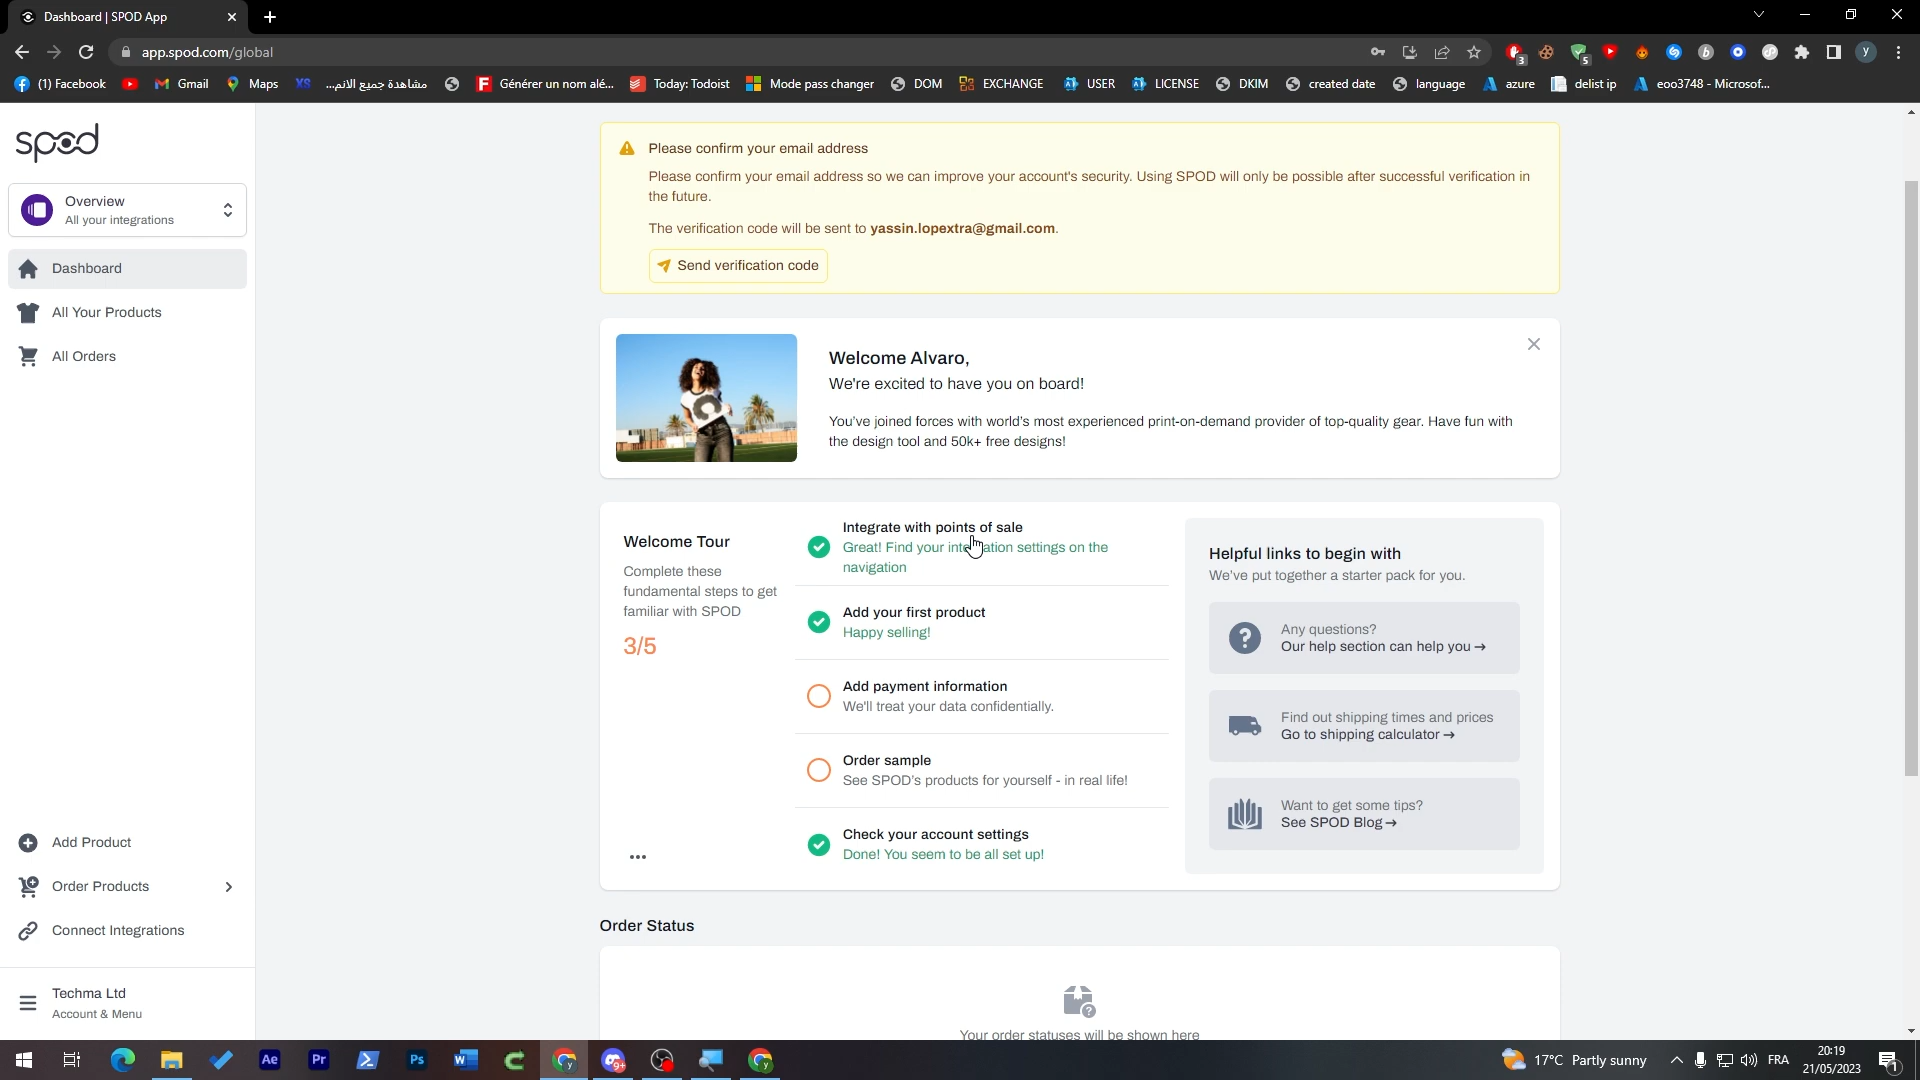 Dashboard | SPOD App
app.spod.com/global
(1) Facebook
Gmail
Maps
XS
مشاهدة جميع الانم...
Générer un nom alé...
Today: Todoist
Mode pass changer
DOM
EXCHANGE
USER
LICENSE
DKIM
created date
language
azure
delist ip
eoo3748 - Microsof...
spod
Overview
All your integrations
Dashboard
All Your Products
All Orders
Add Product
Order Products
Connect Integrations
Techma Ltd
Account & Menu
Please confirm your email address
Please confirm your email address so we can improve your account's security. Using SPOD will only be possible after successful verification in
the future.
The verification code will be sent to yassin.lopextra@gmail.com.
Send verification code
Welcome Alvaro,
We're excited to have you on board!
You've joined forces with world's most experienced print-on-demand provider of top-quality gear. Have fun with
the design tool and 50k+ free designs!
Welcome Tour
Complete these
fundamental steps to get
familiar with SPOD
3/5
Integrate with points of sale
Great! Find your integration settings on the
navigation
Add your first product
Happy selling!
Add payment information
We'll treat your data confidentially.
Order sample
See SPOD's products for yourself - in real life!
Check your account settings
Done! You seem to be all set up!
Helpful links to begin with
We've put together a starter pack for you.
Any questions?
Our help section can help you →
Find out shipping times and prices
Go to shipping calculator →
Want to get some tips?
See SPOD Blog →
Order Status
Your order statuses will be shown here
17°C Partly sunny
FRA
20:19
21/05/2023